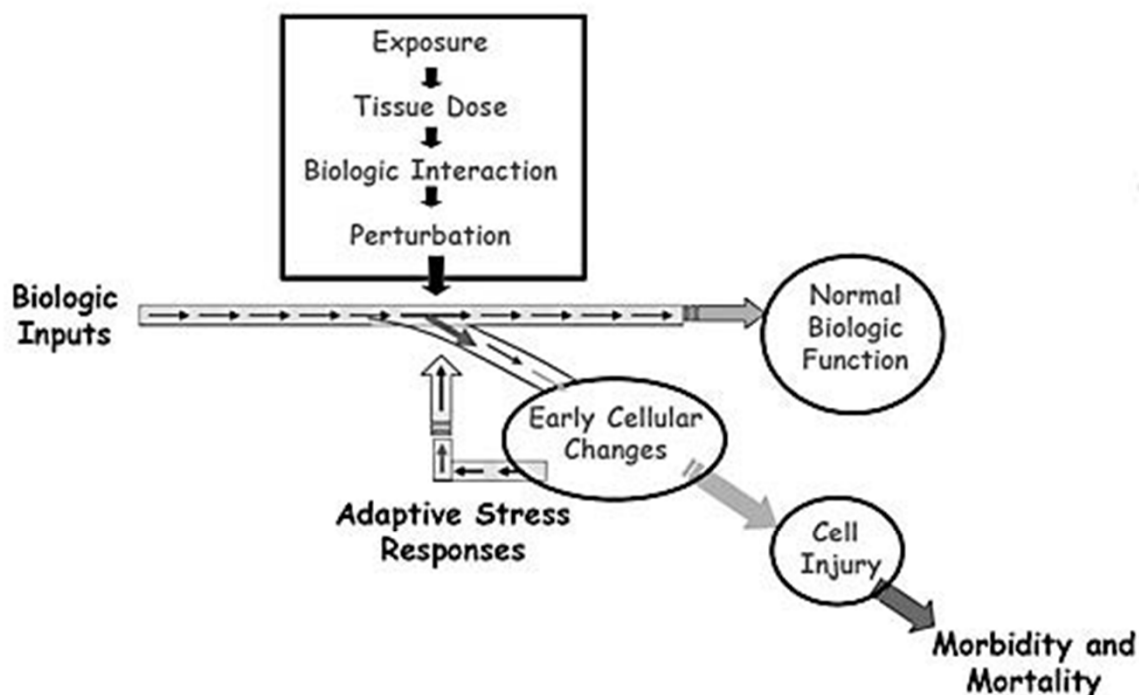 Exposure
Tissue Dose
Biologic Interaction
Perturbation
Biologic
Inputs
Normal
Biologic
Function
Early Cellular
Changes
Adaptive Stress
Responses
Cell
Injury
Morbidity and
Mortality